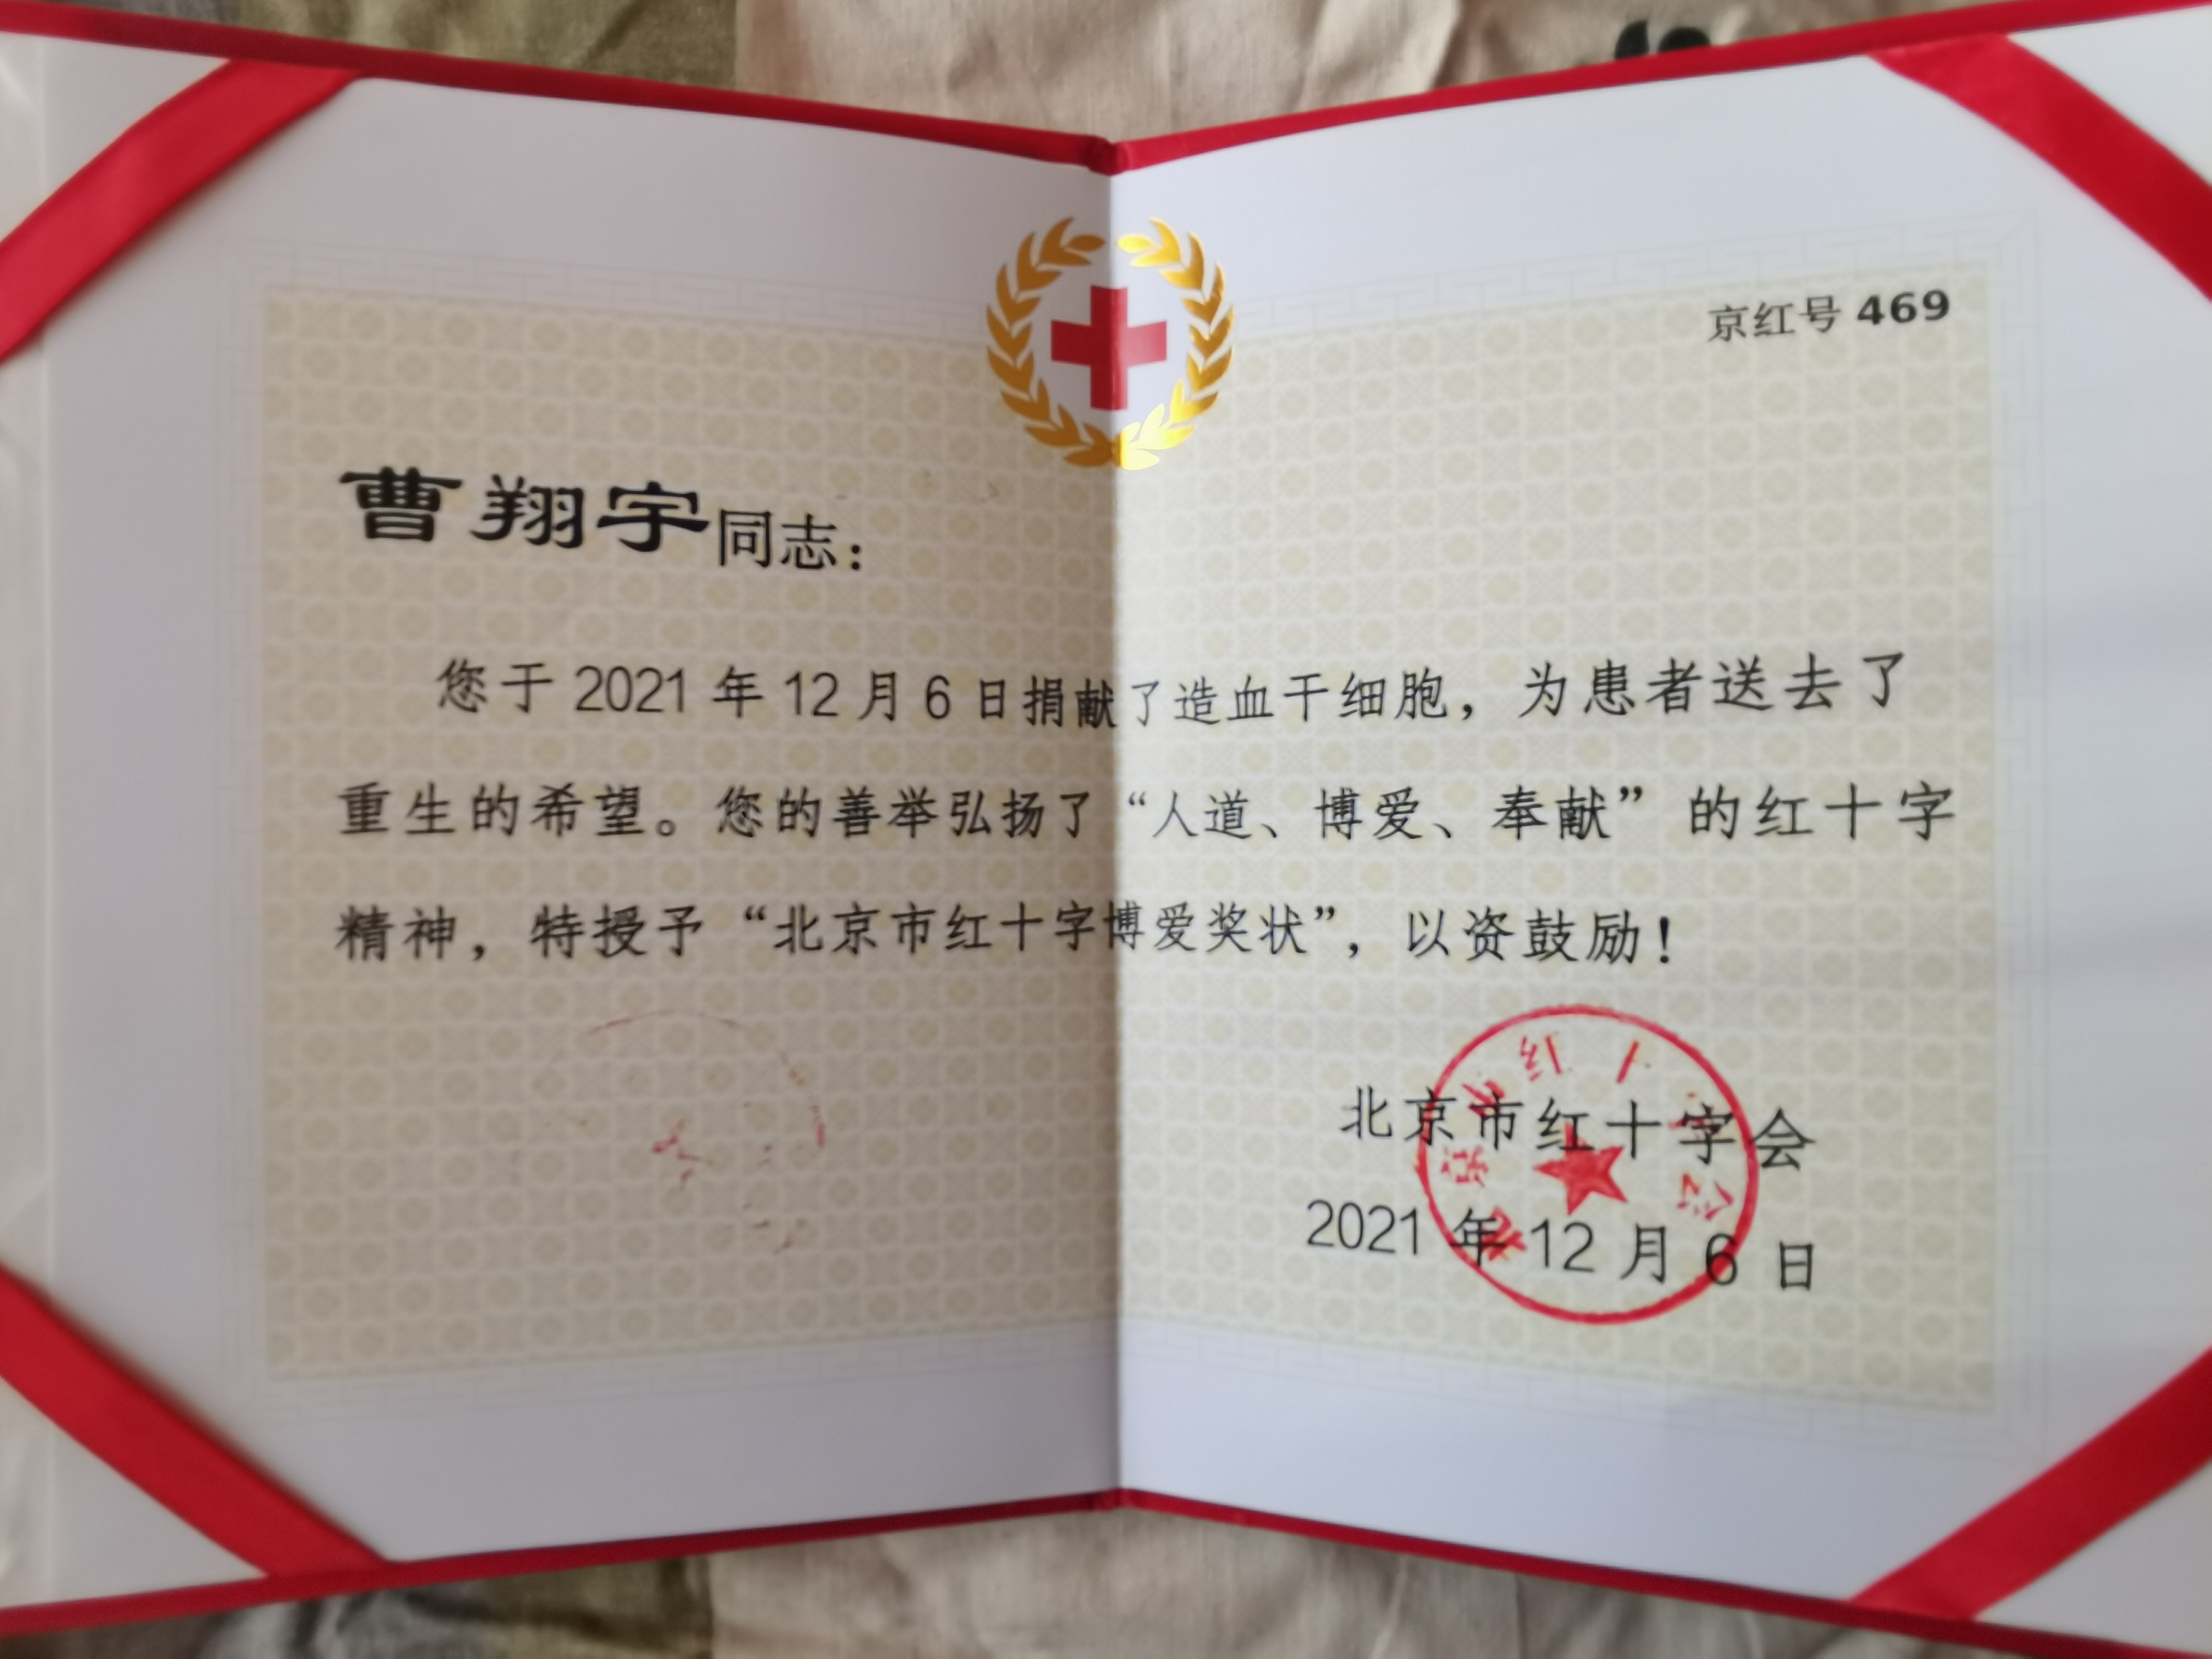 京红号 469
曹翔宇同志：
您于 2021 年 12 月 6 日捐献了造血干细胞，为患者送去了
重生的希望。您的善举弘扬了“人道、博爱、奉献”的红十字
精神，特授予“北京市红十字博爱奖状”，以资鼓励！
北京市红十字会
2021 年 12 月 6 日